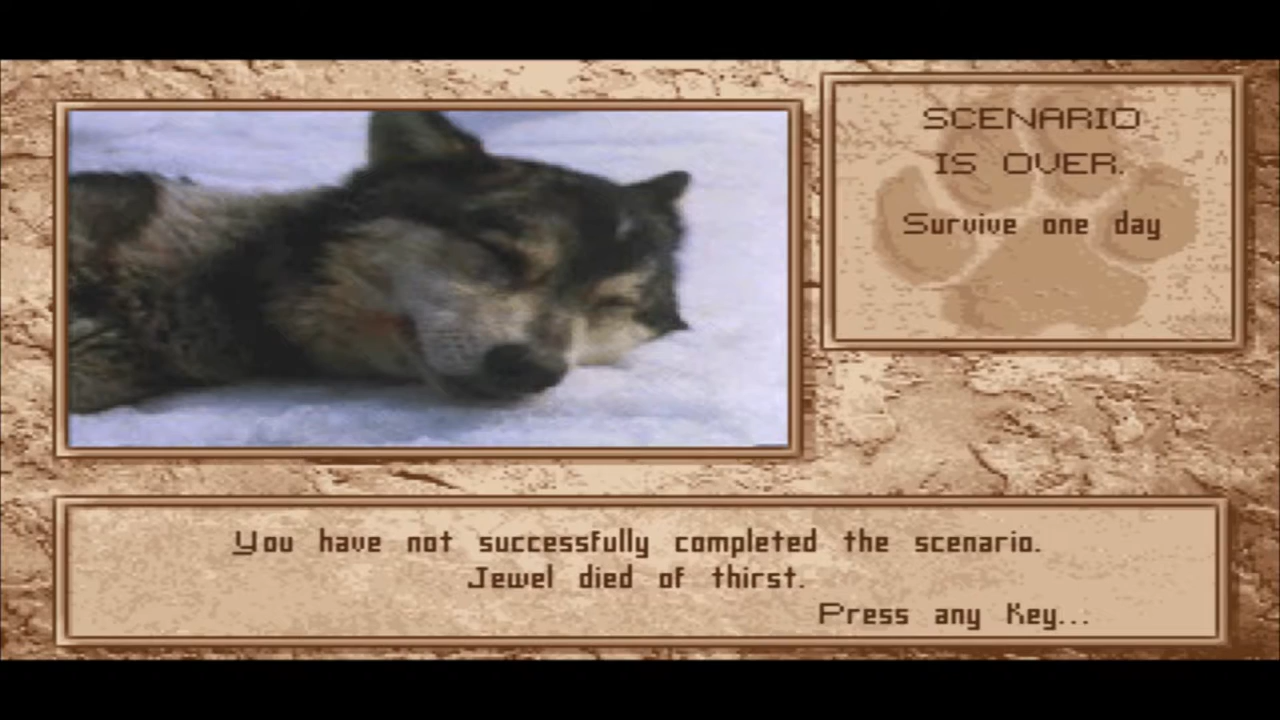 SCENARIO
IS OVER.
Survive one day
You have not successfully completed the scenario.
Jewel died of thirst.
Press any Key...